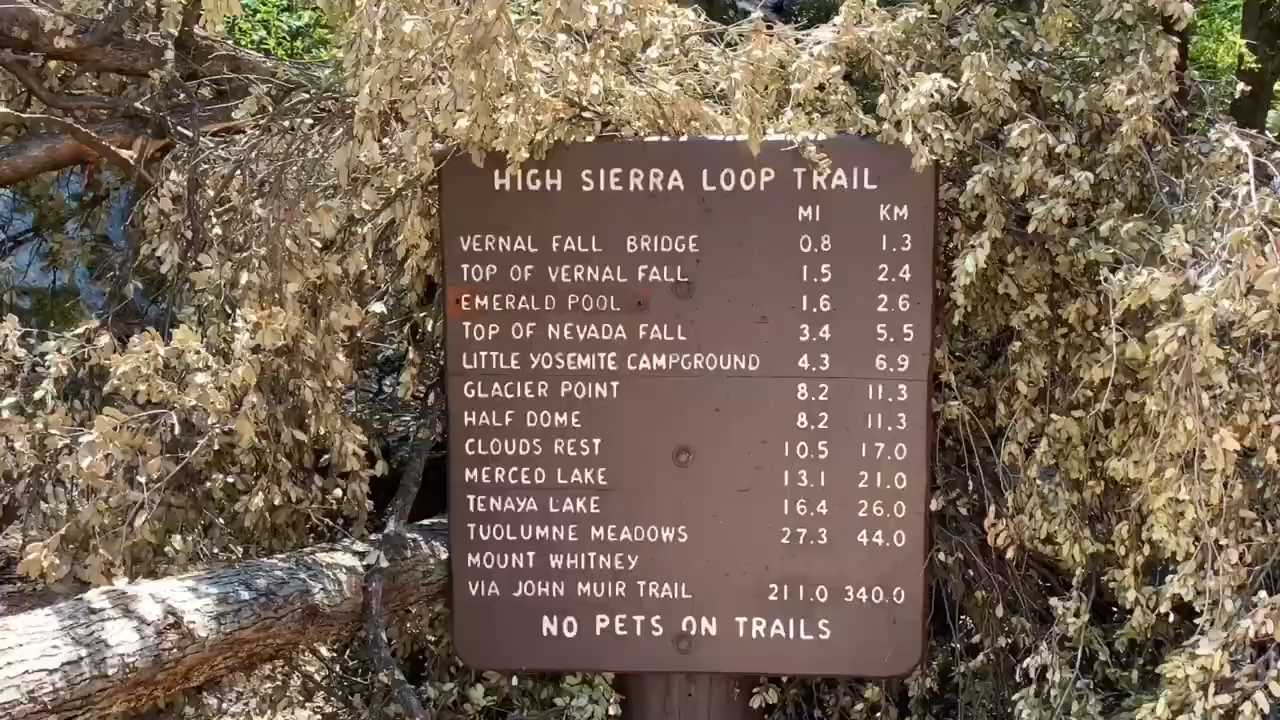 HIGH SIERRA LOOP TRAIL
MI KM
VERNAL FALL BRIDGE 0.8 1.3
TOP OF VERNAL FALL 1.5 2.4
EMERALD POOL 1.6 2.6
TOP OF NEVADA FALL 3.4 5.5
LITTLE YOSEMITE CAMPGROUND 4.3 6.9
GLACIER POINT 8.2 11.3
HALF DOME 8.2 11.3
CLOUDS REST 10.5 17.0
MERCED LAKE 13.1 21.0
TENAYA LAKE 16.4 26.0
TUOLUMNE MEADOWS 27.3 44.0
MOUNT WHITNEY
VIA JOHN MUIR TRAIL 211.0 340.0
NO PETS ON TRAILS